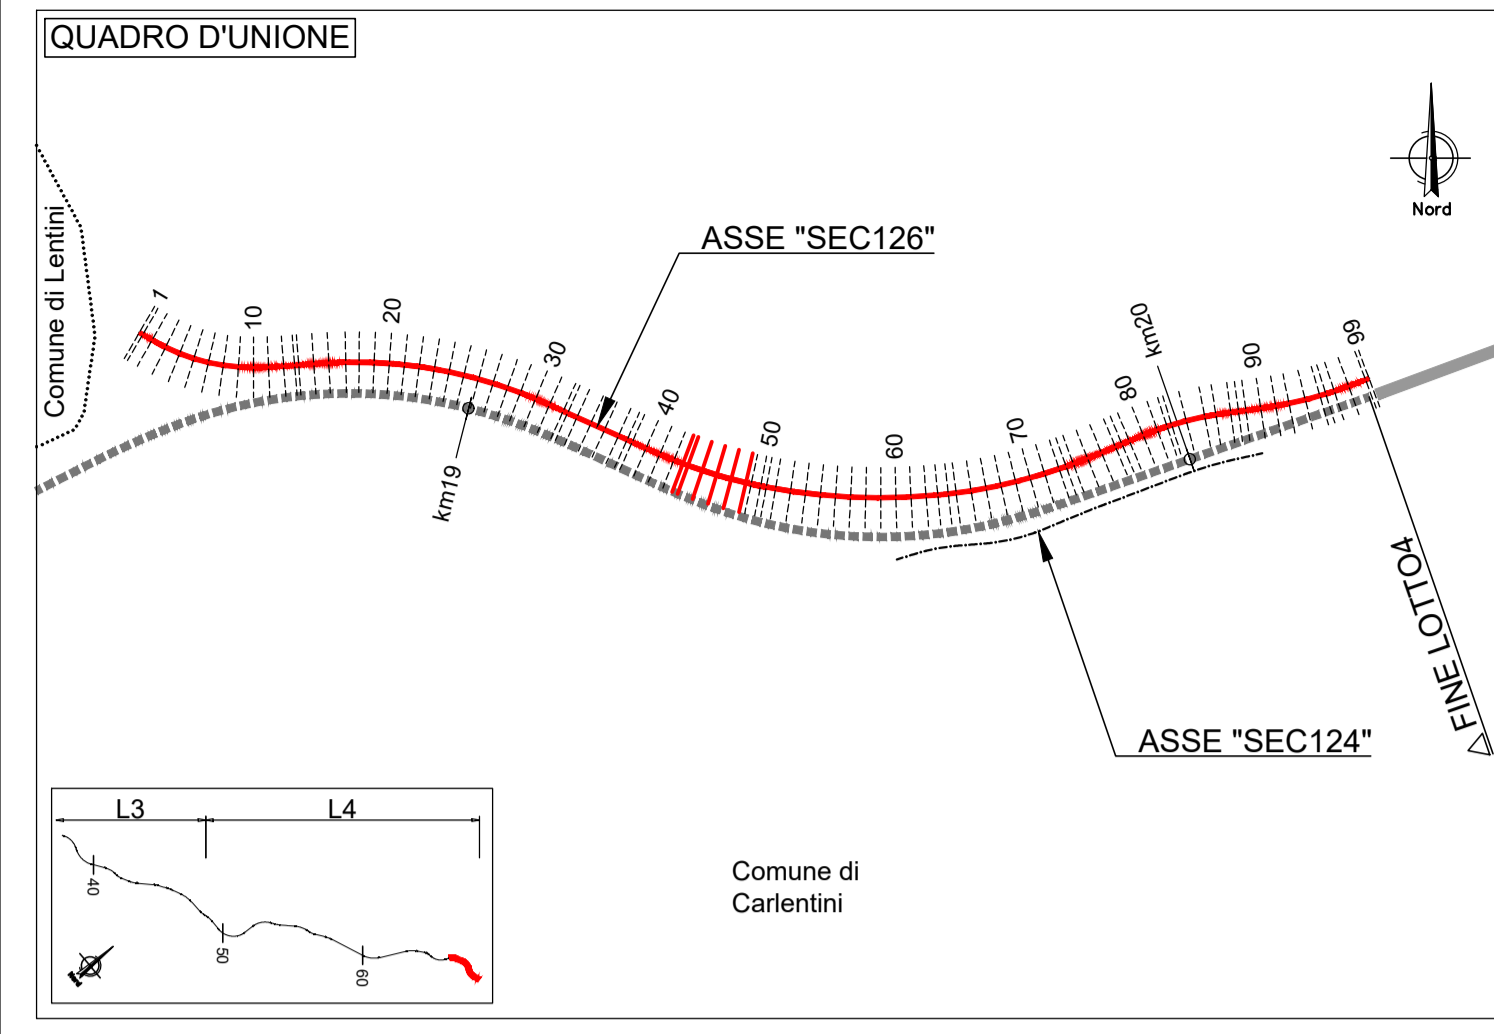 QUADRO D'UNIONE
Nord
Comune di Lentini
ASSE "SEC126"
1
10
20
30
40
50
60
70
80
90
99
km19
km20
FINE LOTTO4
ASSE "SEC124"
L3
L4
40
50
60
Comune di
Carlentini